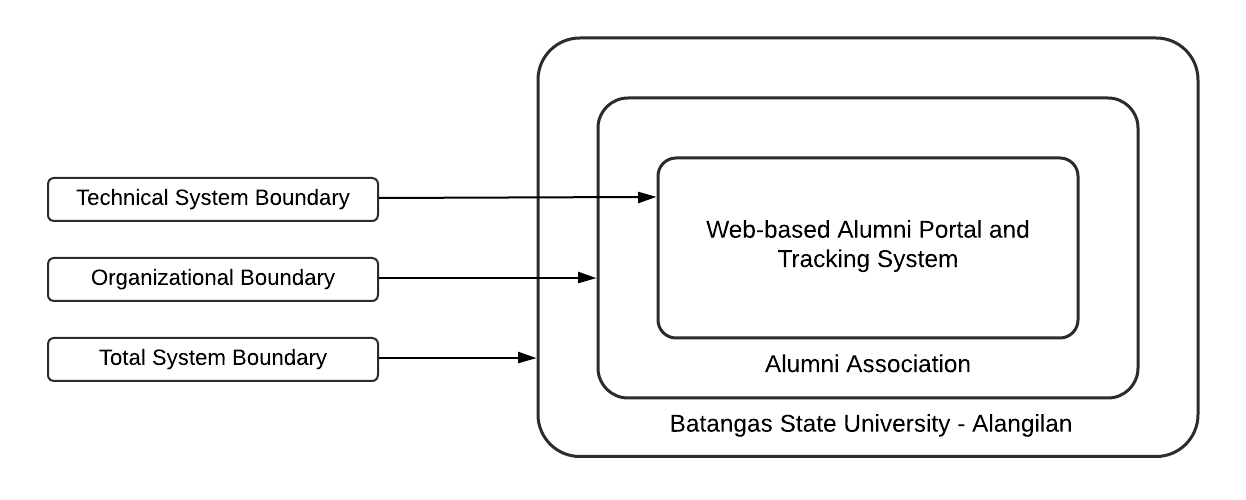 Technical System Boundary
Organizational Boundary
Total System Boundary
Web-based Alumni Portal and
Tracking System
Alumni Association
Batangas State University - Alangilan